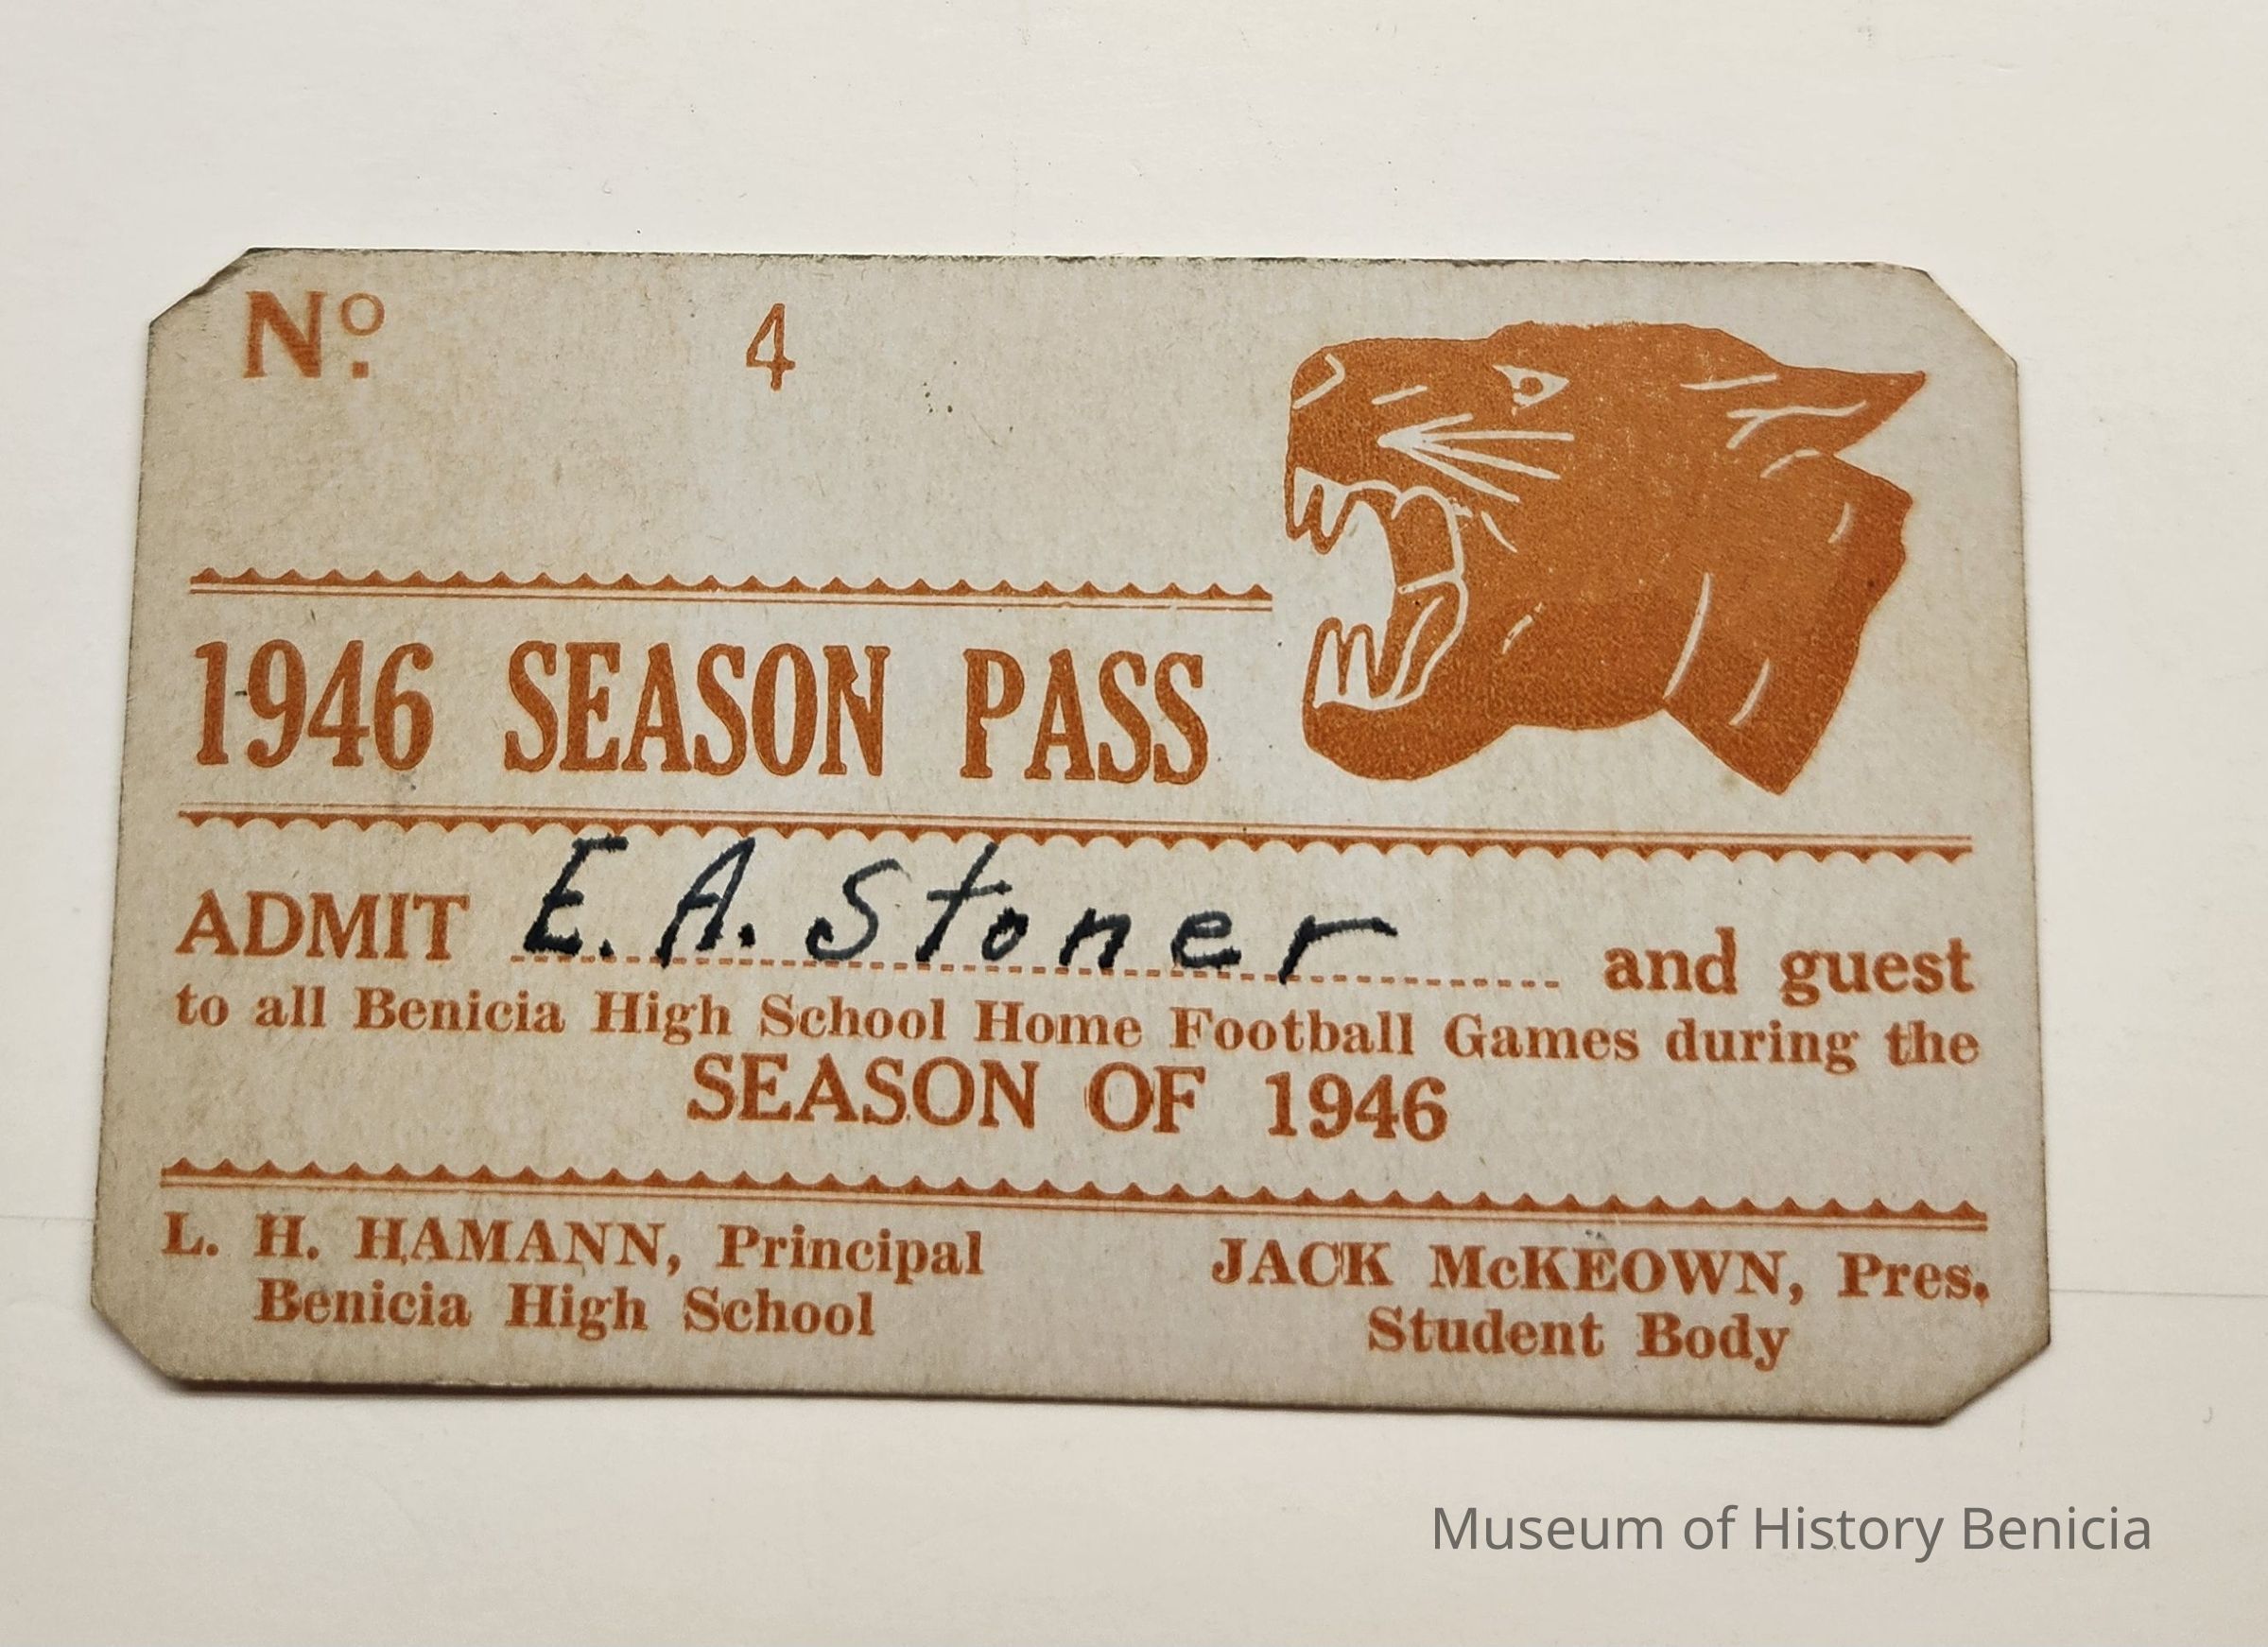 No. 4
1946 SEASON PASS
ADMIT E. A. Stoner and guest
to all Benicia High School Home Football Games during the
SEASON OF 1946
L. H. HAMANN, Principal
Benicia High School
JACK McKEOWN, Pres.
Student Body
Museum of History Benicia